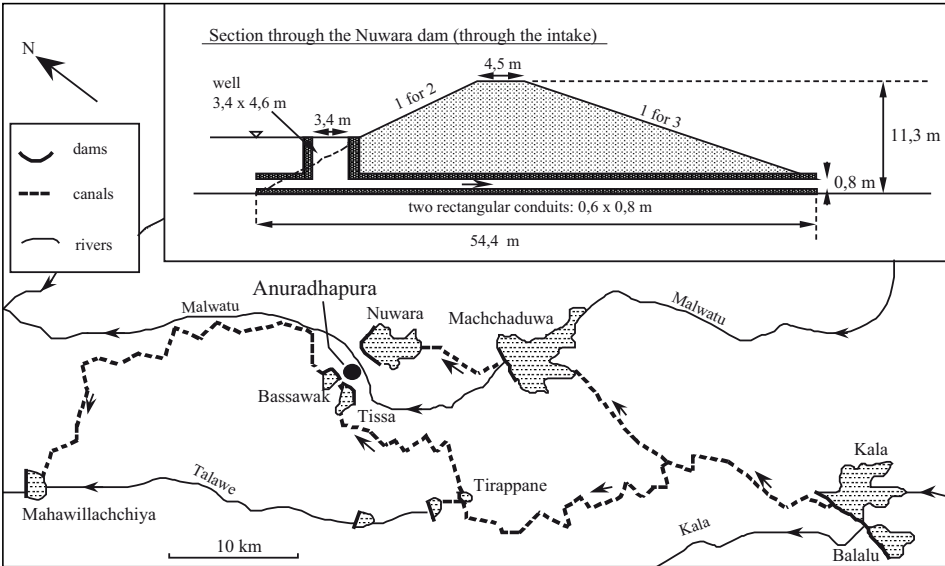 Section through the Nuwara dam (through the intake)
N
well
3,4 x 4,6 m
3,4 m
4,5 m
1 for 2
1 for 3
11,3 m
0,8 m
two rectangular conduits: 0,6 x 0,8 m
54,4 m
dams
canals
rivers
Anuradhapura
Malwatu
Nuwara
Machchaduwa
Malwatu
Bassawak
Tissa
Kala
Talawe
Tirappane
Mahawillachchiya
Kala
Balalu
10 km